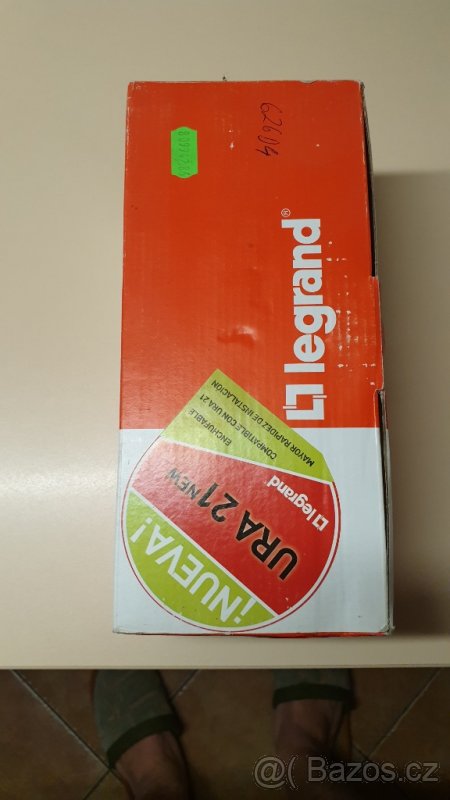 62604
legrand®
¡NUEVA!
URA 21 NEW
legrand
ENCHUFABLE
COMPATIBLE CON URA 21
MAYOR RAPIDEZ DE INSTALACIÓN
@ Bazos.cz